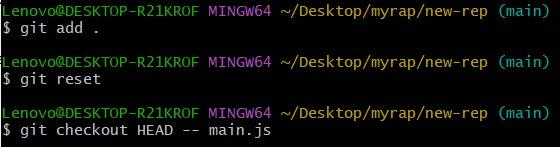 Lenovo@DESKTOP-R21KROF MINGW64 ~/Desktop/myrap/new-rep (main)
$ git add .
Lenovo@DESKTOP-R21KROF MINGW64 ~/Desktop/myrap/new-rep (main)
$ git reset
Lenovo@DESKTOP-R21KROF MINGW64 ~/Desktop/myrap/new-rep (main)
$ git checkout HEAD -- main.js